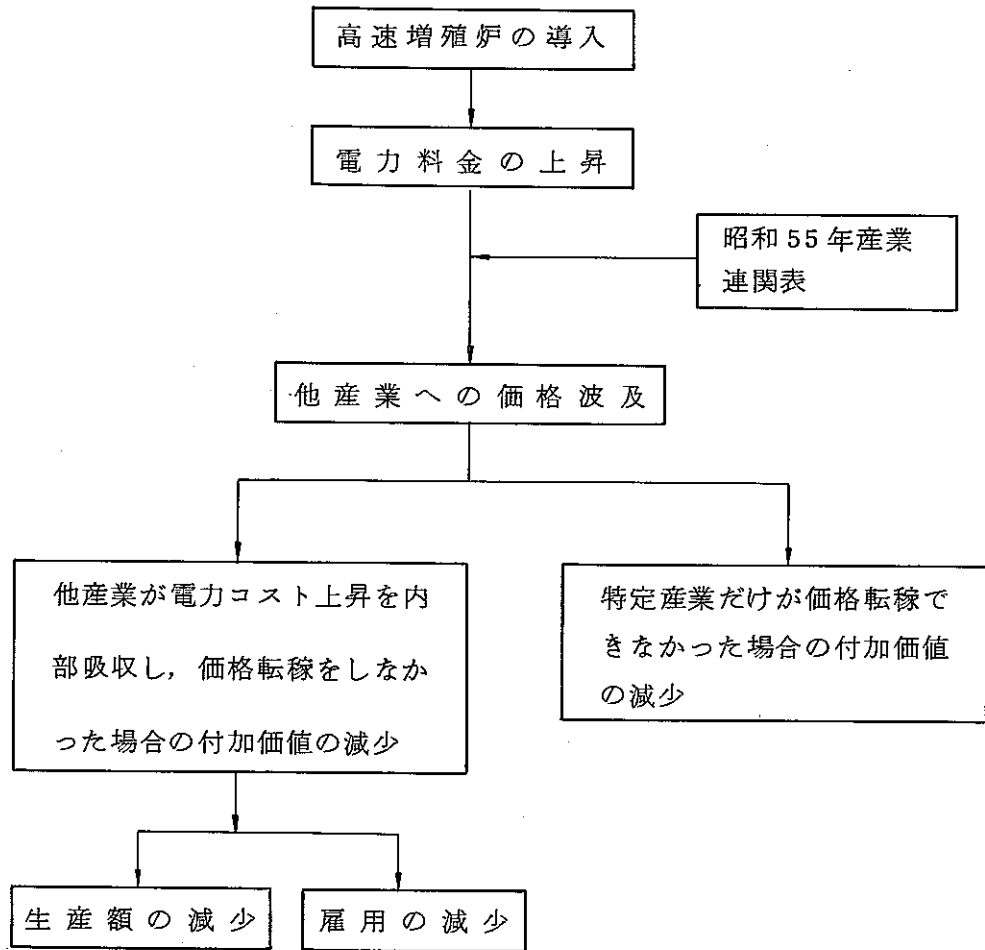 高速増殖炉の導入
電力料金の上昇
昭和55年産業
連関表
他産業への価格波及
他産業が電力コスト上昇を内
部吸収し，価格転稼をしなか
った場合の付加価値の減少
特定産業だけが価格転稼で
きなかった場合の付加価値
の減少
生産額の減少
雇用の減少